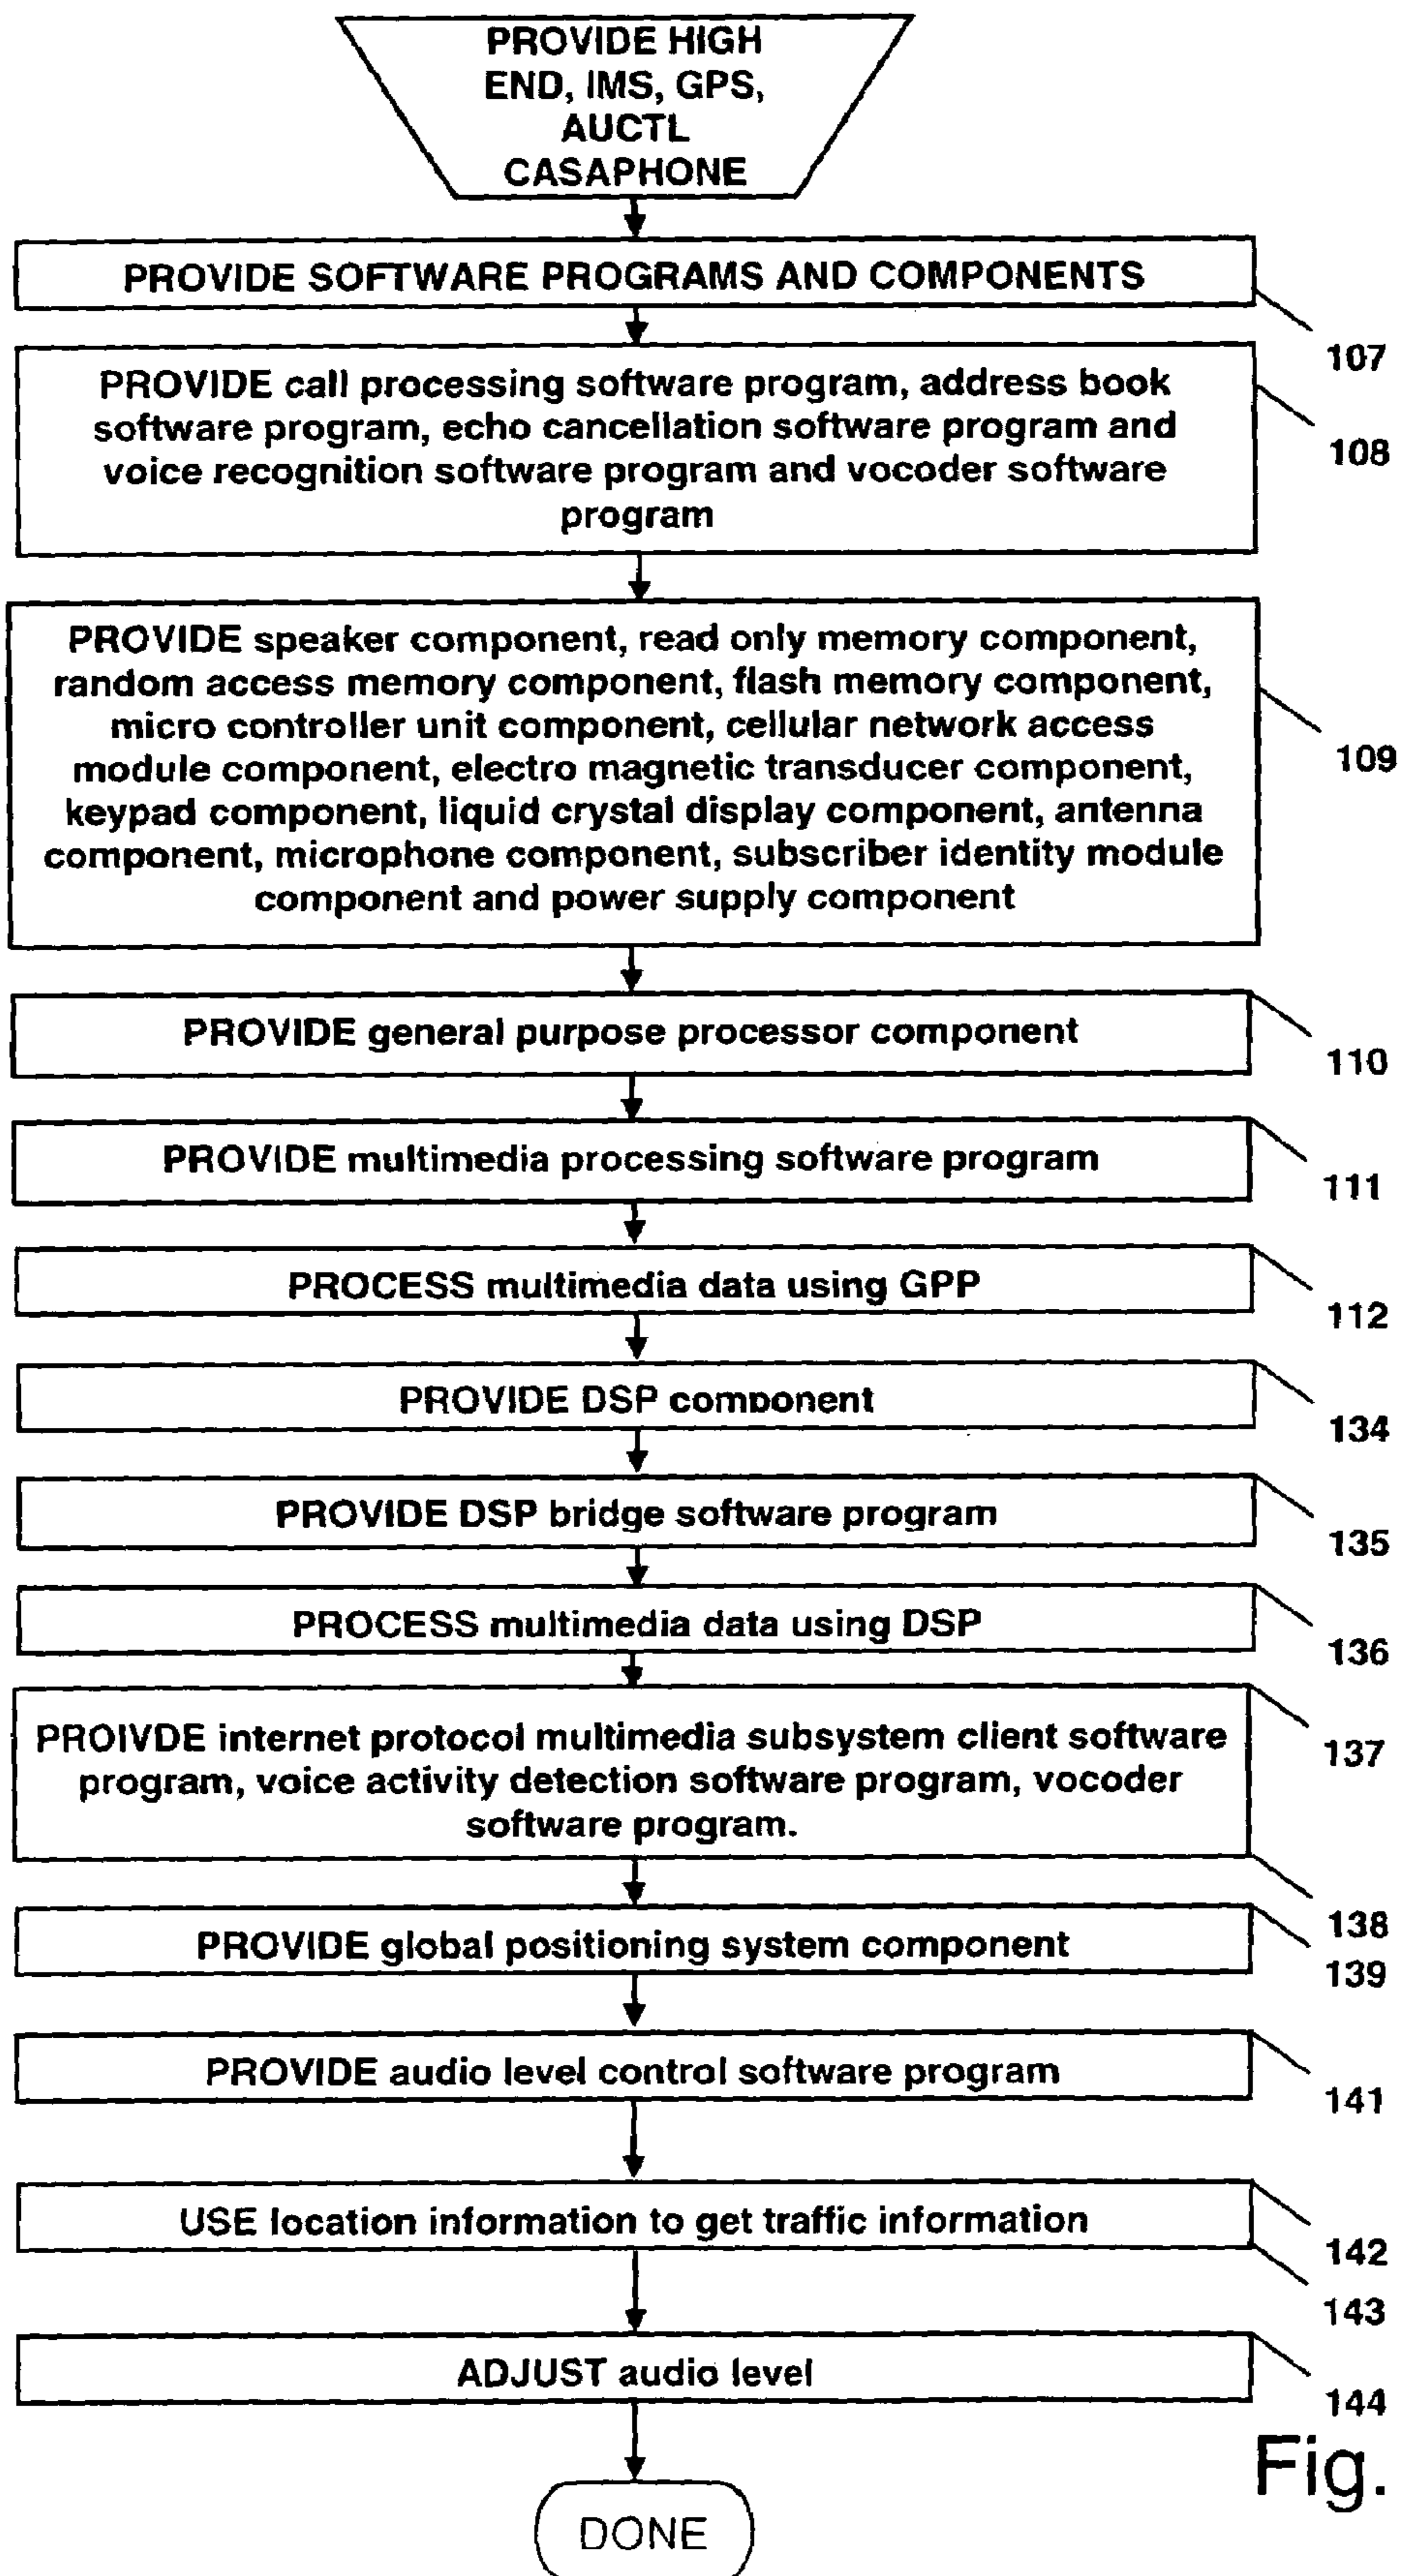 PROVIDE HIGH
END, IMS, GPS,
AUCTL
CASAPHONE
PROVIDE SOFTWARE PROGRAMS AND COMPONENTS
107
PROVIDE call processing software program, address book
software program, echo cancellation software program and
voice recognition software program and vocoder software
program
108
PROVIDE speaker component, read only memory component,
random access memory component, flash memory component,
micro controller unit component, cellular network access
module component, electro magnetic transducer component,
keypad component, liquid crystal display component, antenna
component, microphone component, subscriber identity module
component and power supply component
109
PROVIDE general purpose processor component
110
PROVIDE multimedia processing software program
111
PROCESS multimedia data using GPP
112
PROVIDE DSP component
134
PROVIDE DSP bridge software program
135
PROCESS multimedia data using DSP
136
PROIVDE internet protocol multimedia subsystem client software
program, voice activity detection software program, vocoder
software program.
137
138
PROVIDE global positioning system component
139
PROVIDE audio level control software program
141
USE location information to get traffic information
142
143
ADJUST audio level
144
Fig.
DONE